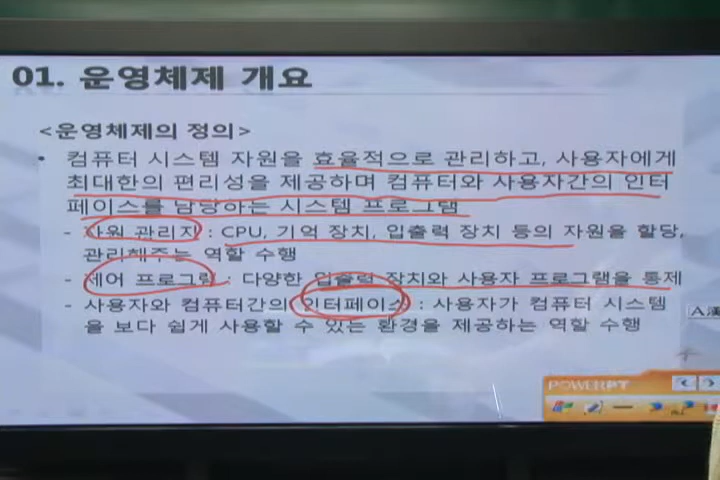 01. 운영체제 개요
<운영체제의 정의>
• 컴퓨터 시스템 자원을 효율적으로 관리하고, 사용자에게
최대한의 편리성을 제공하며 컴퓨터와 사용자간의 인터
페이스를 담당하는 시스템 프로그램
- 자원 관리자 : CPU, 기억 장치, 입출력 장치 등의 자원을 할당,
관리해주는 역할 수행
- 제어 프로그램 : 다양한 입출력 장치와 사용자 프로그램을 통제
- 사용자와 컴퓨터간의 인터페이스 : 사용자가 컴퓨터 시스템
을 보다 쉽게 사용할 수 있는 환경을 제공하는 역할 수행
A漢
POWERPT